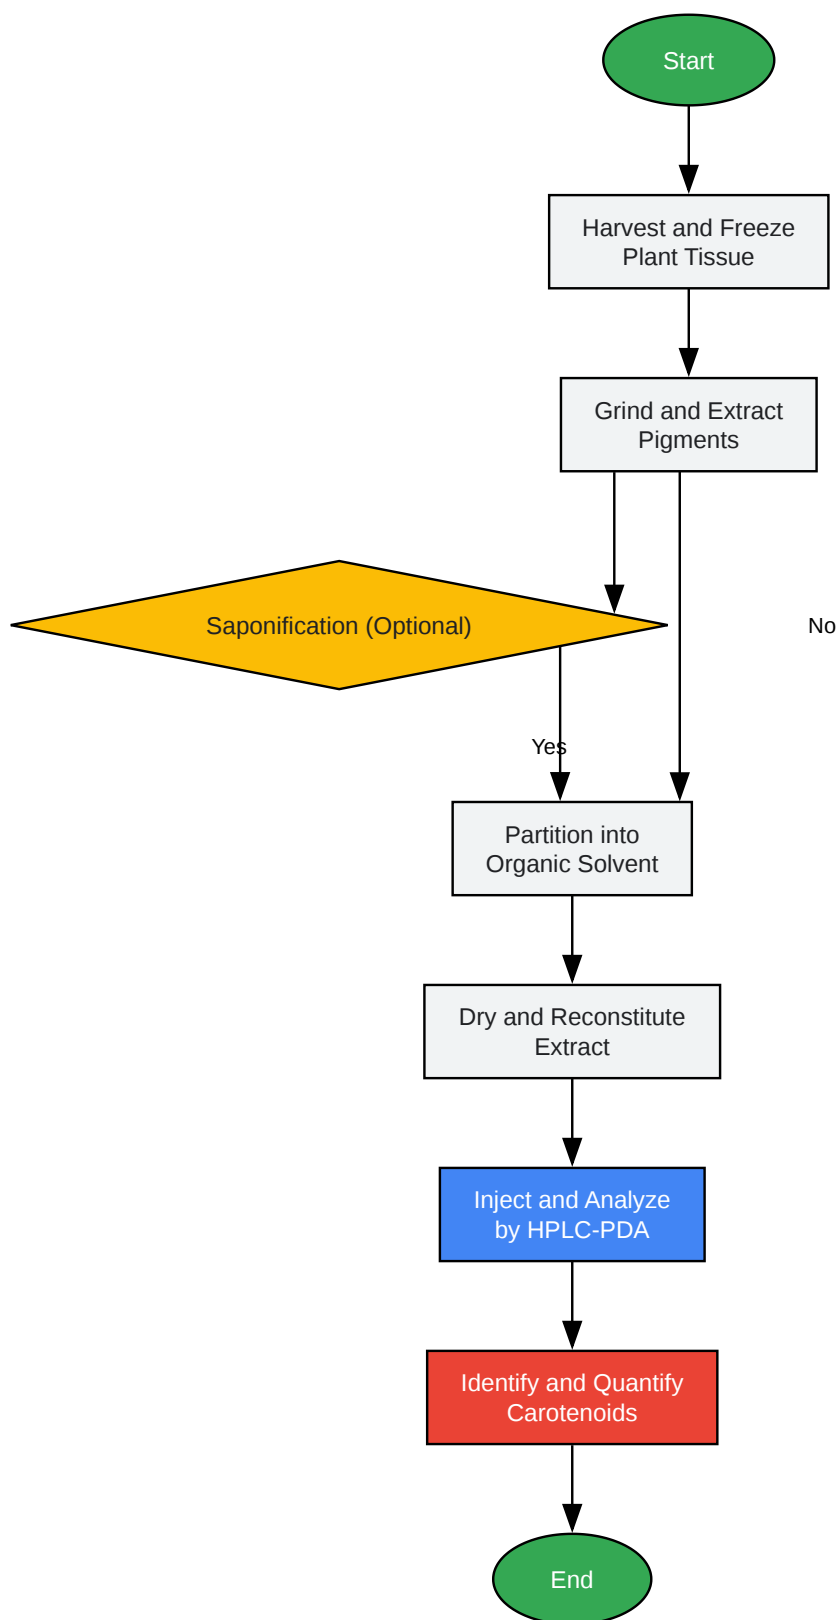 Start
Harvest and Freeze
Plant Tissue
Grind and Extract
Pigments
Saponification (Optional)
No
Yes
Partition into
Organic Solvent
Dry and Reconstitute
Extract
Inject and Analyze
by HPLC-PDA
Identify and Quantify
Carotenoids
End